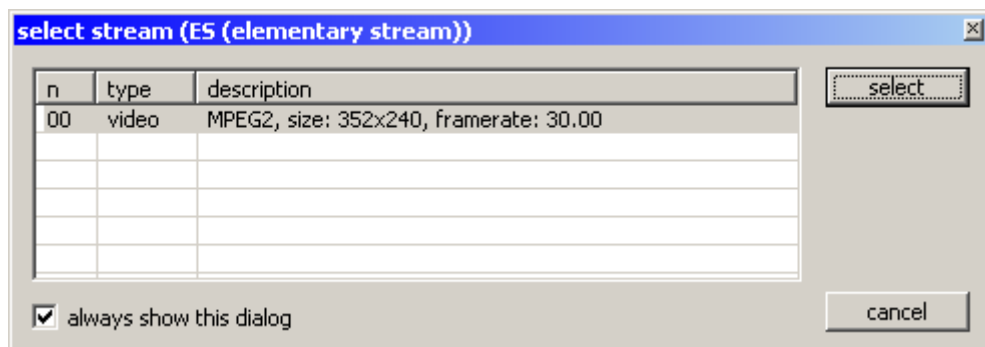 select stream (ES (elementary stream))
n type description
select
00 video MPEG2, size: 352x240, framerate: 30.00
always show this dialog
cancel